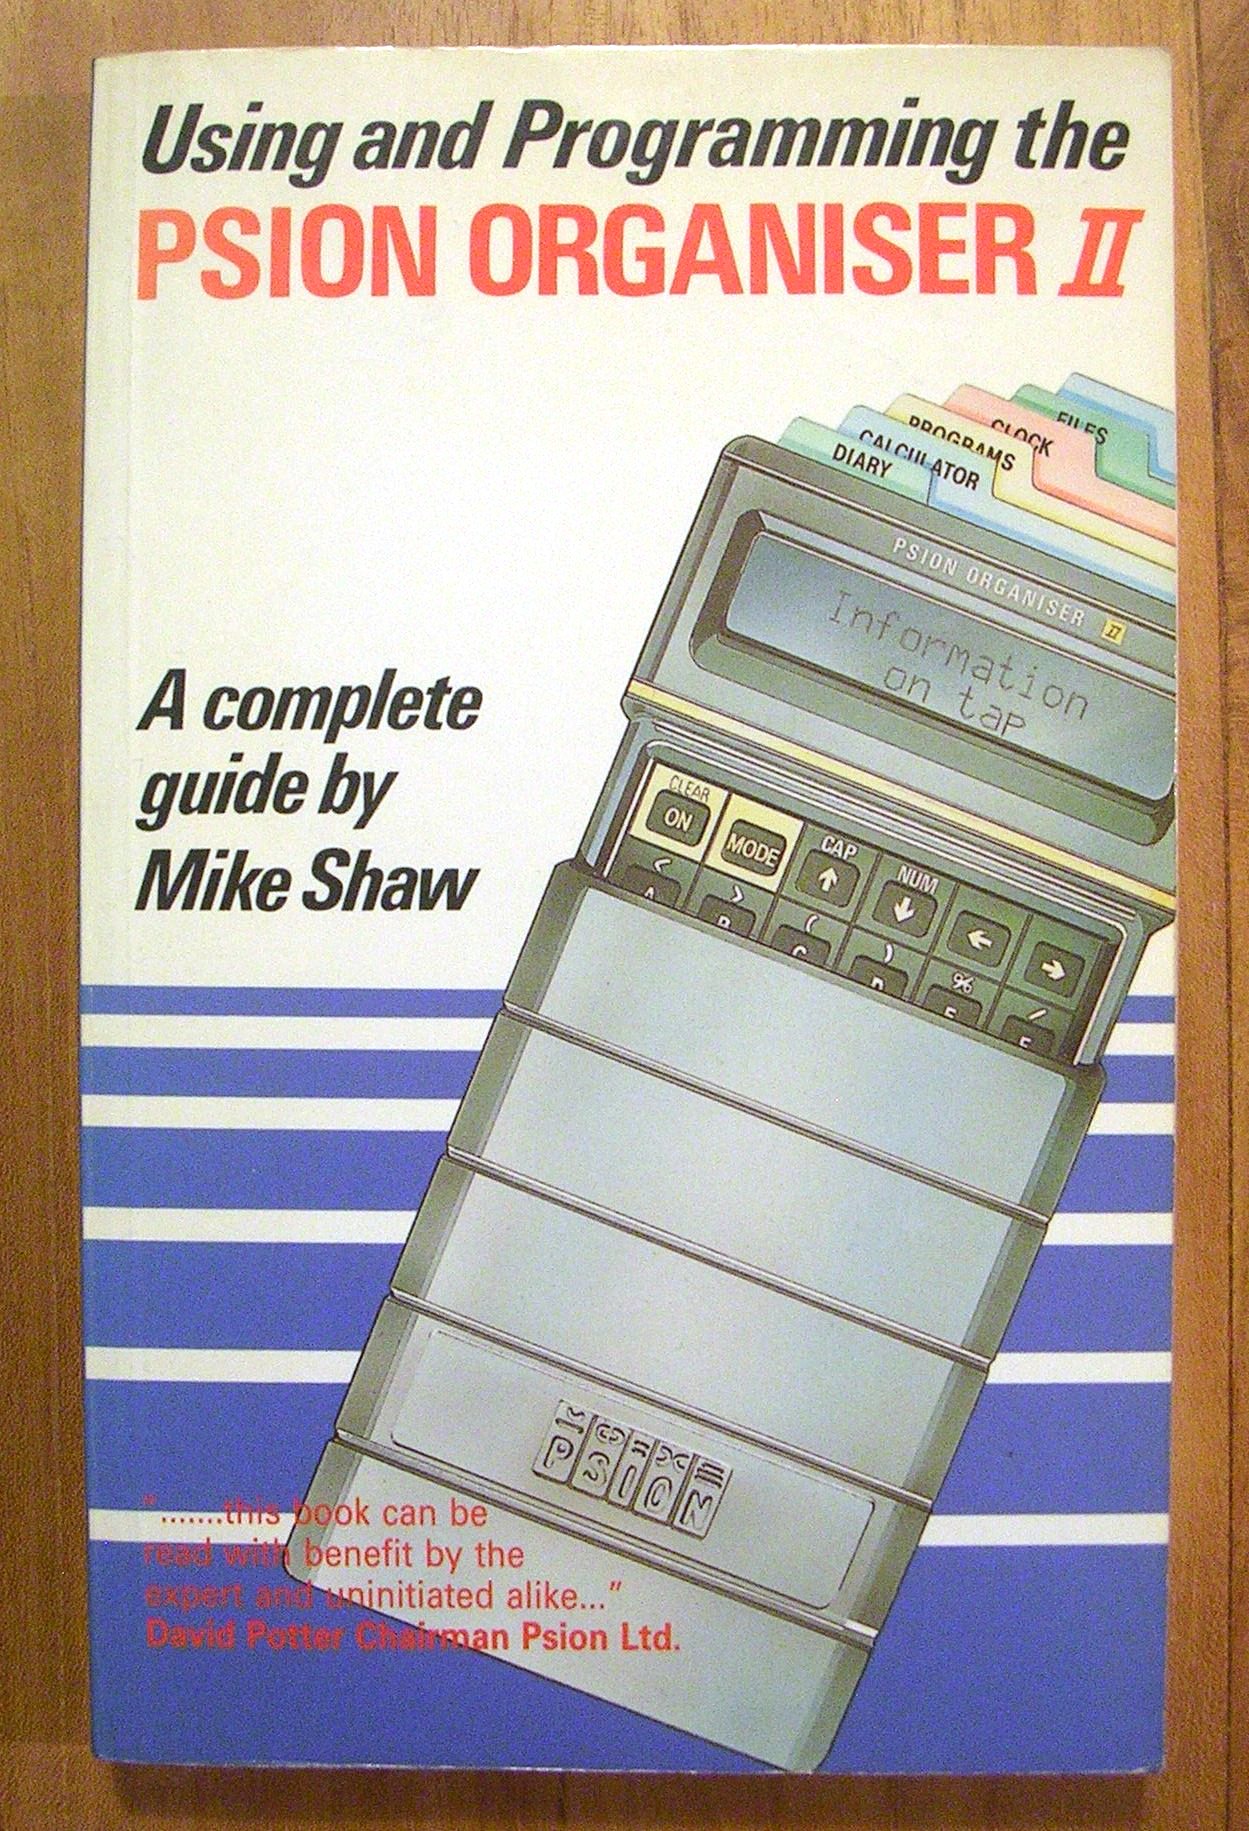 Using and Programming the
PSION ORGANISER II
FILES
CLOCK
PROGRAMS
CALCULATOR
DIARY
PSION ORGANISER II
Information
on tap
A complete
guide by
Mike Shaw
CLEAR
ON
MODE
CAP
NUM
< > ( ) % /
A B C D E F
PSION
".......this book can be
read with benefit by the
expert and uninitiated alike..."
David Potter Chairman Psion Ltd.